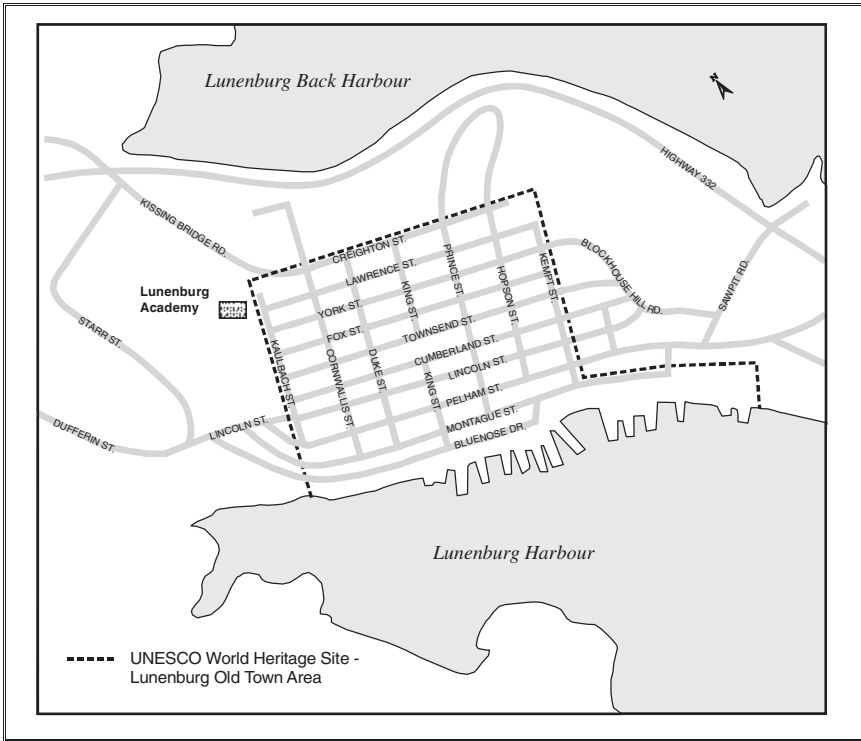 Lunenburg Back Harbour
N
HIGHWAY 332
KISSING BRIDGE RD.
CREIGHTON ST.
LAWRENCE ST.
PRINCE ST.
BLOCKHOUSE HILL RD.
KEMPT ST.
HOPSON ST.
SAWPIT RD.
Lunenburg
Academy
YORK ST.
KING ST.
FOX ST.
TOWNSEND ST.
STARR ST.
CUMBERLAND ST.
KAULBACH ST.
CORNWALLIS ST.
DUKE ST.
LINCOLN ST.
KING ST.
PELHAM ST.
LINCOLN ST.
MONTAGUE ST.
DUFFERIN ST.
BLUENOSE DR.
Lunenburg Harbour
UNESCO World Heritage Site -
Lunenburg Old Town Area